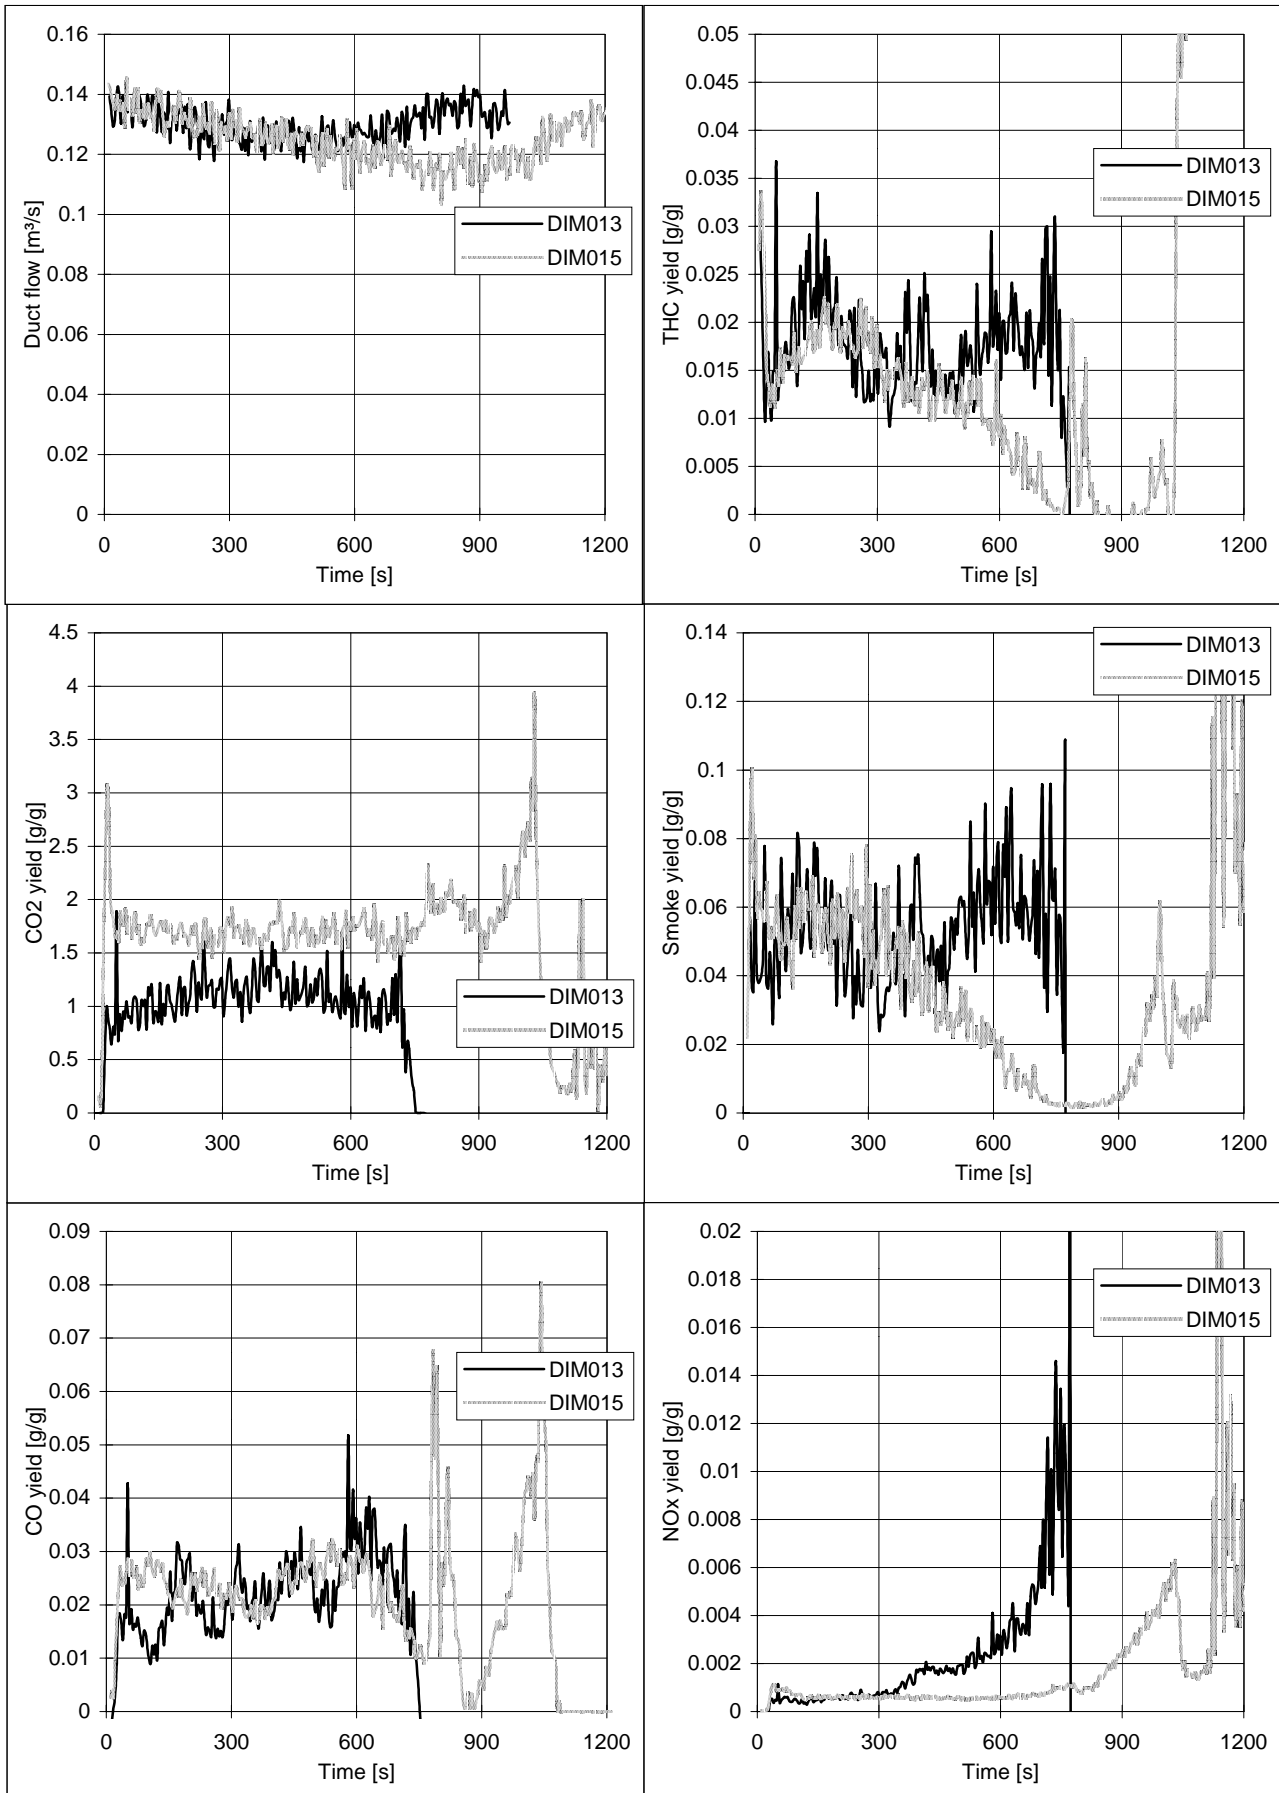 0.16
0.14
0.12
0.1
0.08
0.06
0.04
0.02
0
Duct flow [m³/s]
0 300 600 900 1200
Time [s]
DIM013
DIM015
0.05
0.045
0.04
0.035
0.03
0.025
0.02
0.015
0.01
0.005
0
THC yield [g/g]
0 300 600 900 1200
Time [s]
DIM013
DIM015
4.5
4
3.5
3
2.5
2
1.5
1
0.5
0
CO2 yield [g/g]
0 300 600 900 1200
Time [s]
DIM013
DIM015
0.14
0.12
0.1
0.08
0.06
0.04
0.02
0
Smoke yield [g/g]
0 300 600 900 1200
Time [s]
DIM013
DIM015
0.09
0.08
0.07
0.06
0.05
0.04
0.03
0.02
0.01
0
CO yield [g/g]
0 300 600 900 1200
Time [s]
DIM013
DIM015
0.02
0.018
0.016
0.014
0.012
0.01
0.008
0.006
0.004
0.002
0
NOx yield [g/g]
0 300 600 900 1200
Time [s]
DIM013
DIM015